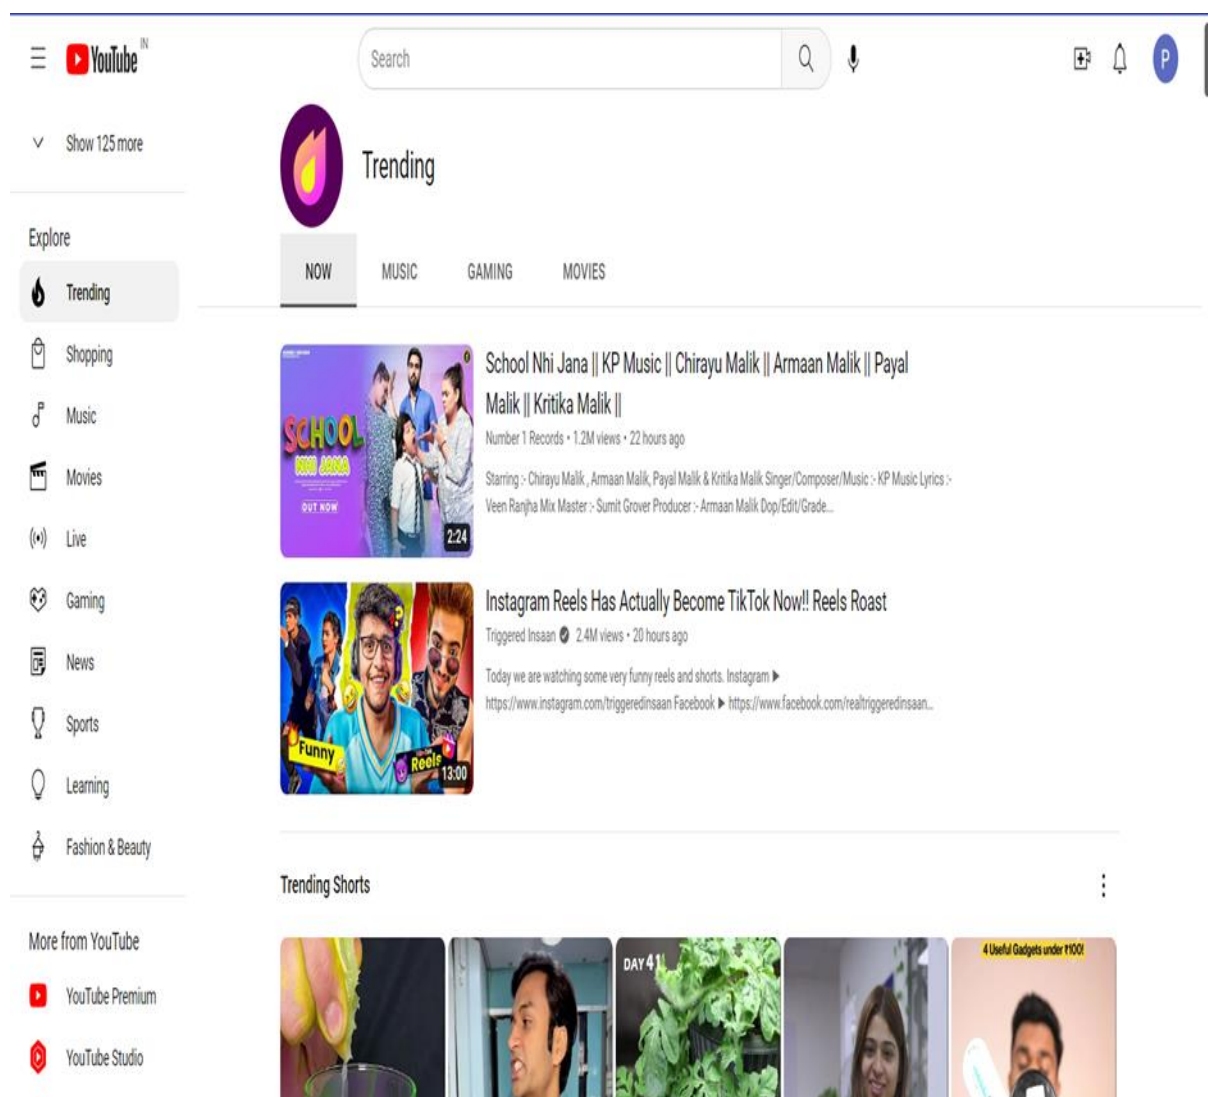 YouTube IN
Search
P
Show 125 more
Explore
Trending
Shopping
Music
Movies
Live
Gaming
News
Sports
Learning
Fashion & Beauty
More from YouTube
YouTube Premium
YouTube Studio
Trending
NOW MUSIC GAMING MOVIES
SCHOOL
NHI JANA
OUT NOW
2:24
School Nhi Jana || KP Music || Chirayu Malik || Armaan Malik || Payal
Malik || Kritika Malik ||
Number 1 Records • 1.2M views • 22 hours ago
Starring :- Chirayu Malik , Armaan Malik, Payal Malik & Kritika Malik Singer/Composer/Music :- KP Music Lyrics :-
Veen Ranjha Mix Master :- Sumit Grover Producer :- Armaan Malik Dop/Edit/Grade...
Funny
Reels
13:00
Instagram Reels Has Actually Become TikTok Now!! Reels Roast
Triggered Insaan 2.4M views • 20 hours ago
Today we are watching some very funny reels and shorts. Instagram ▶
https://www.instagram.com/triggeredinsaan Facebook ▶ https://www.facebook.com/realtriggeredinsaan...
Trending Shorts
DAY 41
4 Useful Gadgets under ₹100!